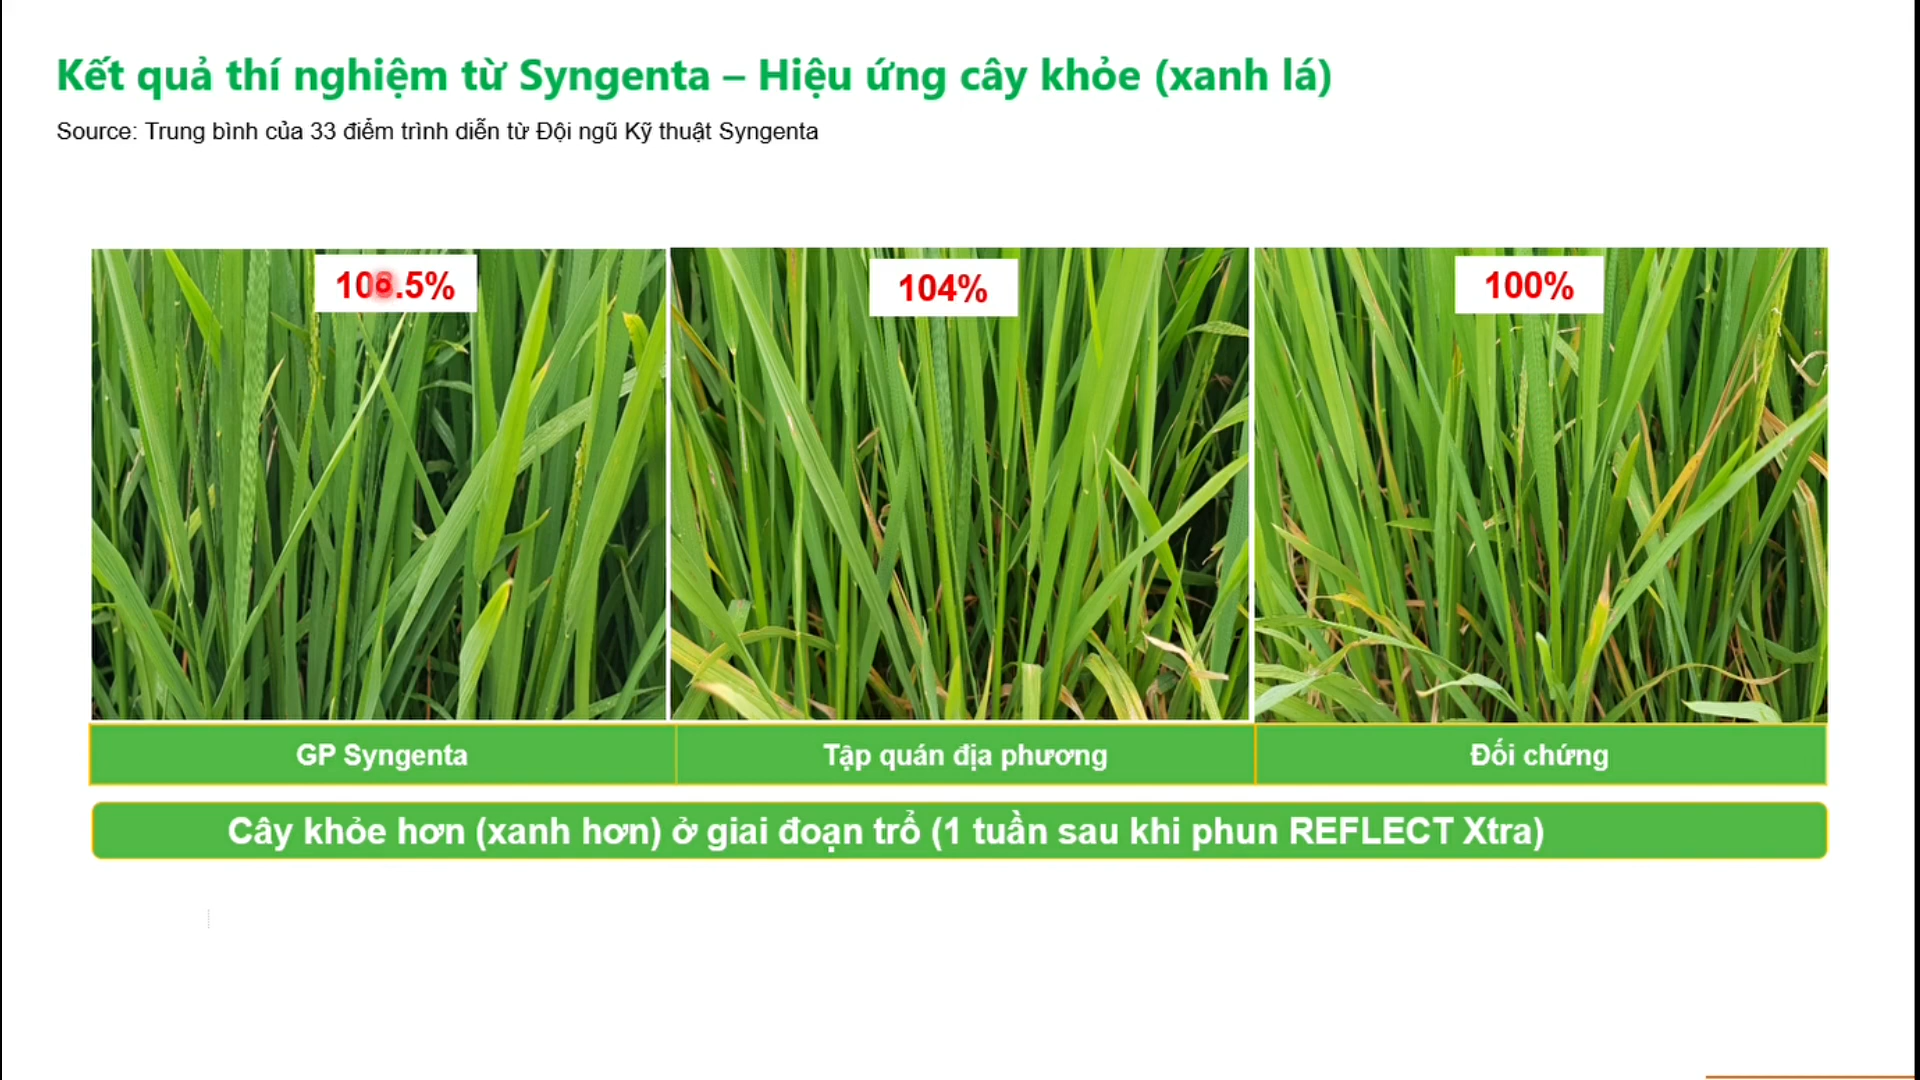 Kết quả thí nghiệm từ Syngenta – Hiệu ứng cây khỏe (xanh lá)
Source: Trung bình của 33 điểm trình diễn từ Đội ngũ Kỹ thuật Syngenta
108.5%
104%
100%
GP Syngenta
Tập quán địa phương
Đối chứng
Cây khỏe hơn (xanh hơn) ở giai đoạn trổ (1 tuần sau khi phun REFLECT Xtra)